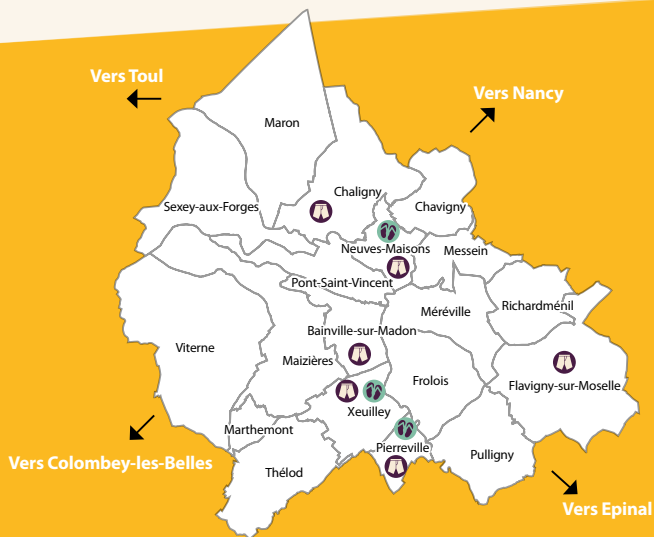 Vers Toul
Vers Nancy
Maron
Chaligny
Sexey-aux-Forges
Chavigny
Neuves-Maisons
Messein
Pont-Saint-Vincent
Richardménil
Méréville
Bainville-sur-Madon
Viterne
Maizières
Frolois
Flavigny-sur-Moselle
Xeuilley
Marthemont
Pierreville
Pulligny
Vers Colombey-les-Belles
Thélod
Vers Epinal